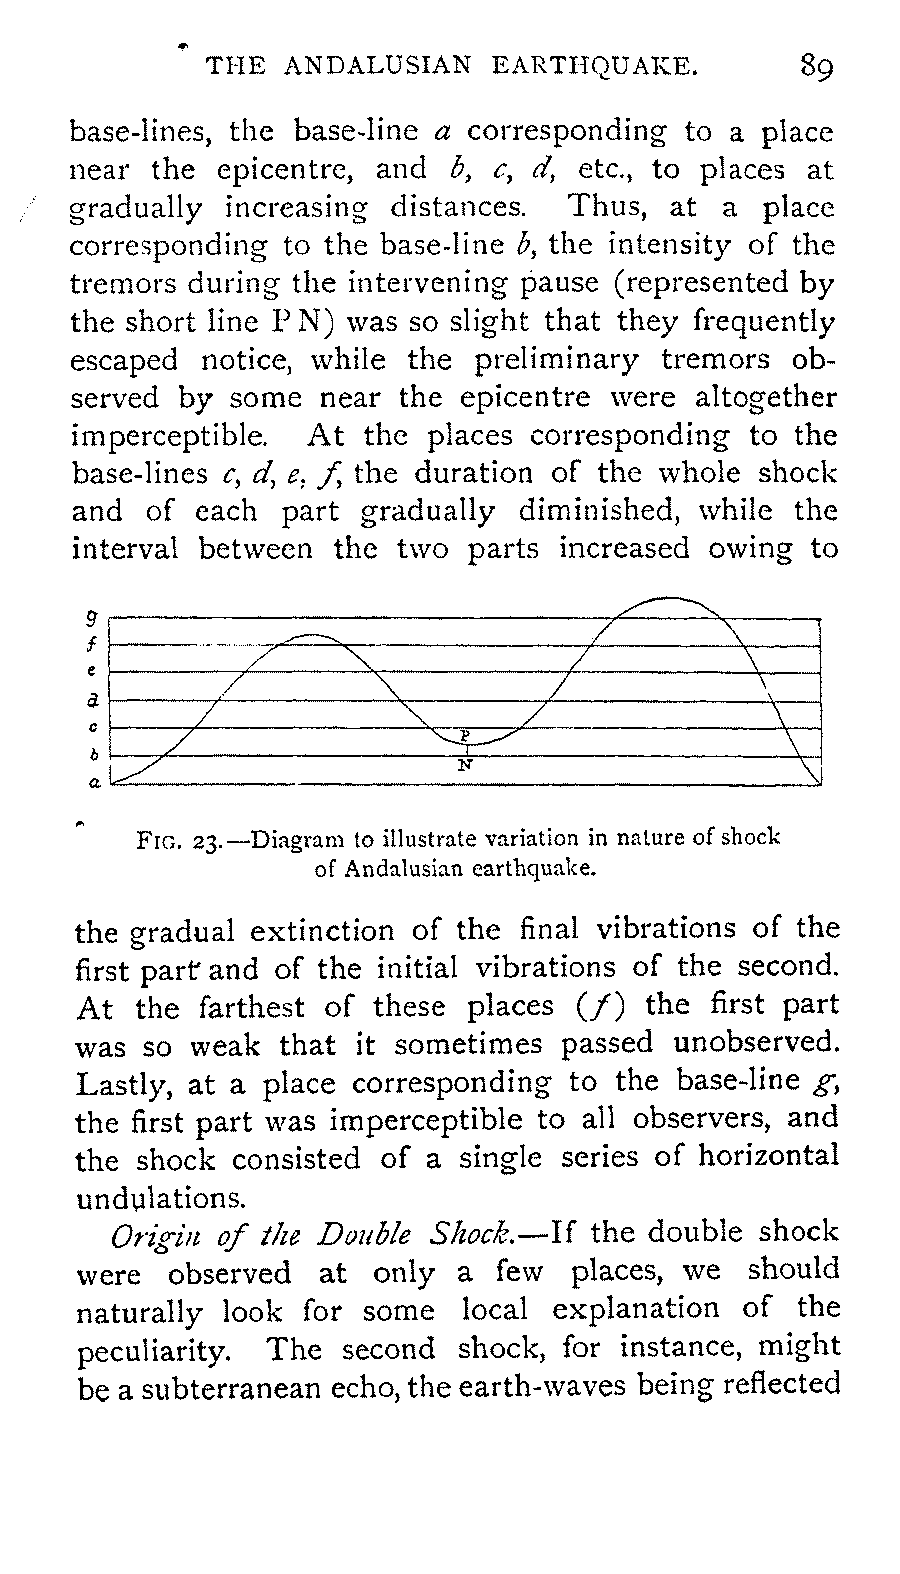 THE ANDALUSIAN EARTHQUAKE. 89
base-lines, the base-line a corresponding to a place
near the epicentre, and b, c, d, etc., to places at
gradually increasing distances. Thus, at a place
corresponding to the base-line b, the intensity of the
tremors during the intervening pause (represented by
the short line P N) was so slight that they frequently
escaped notice, while the preliminary tremors ob-
served by some near the epicentre were altogether
imperceptible. At the places corresponding to the
base-lines c, d, e, f, the duration of the whole shock
and of each part gradually diminished, while the
interval between the two parts increased owing to
g
f
e
d
c
P
b
N
a
FIG. 23.—Diagram to illustrate variation in nature of shock
of Andalusian earthquake.
the gradual extinction of the final vibrations of the
first part and of the initial vibrations of the second.
At the farthest of these places (f) the first part
was so weak that it sometimes passed unobserved.
Lastly, at a place corresponding to the base-line g,
the first part was imperceptible to all observers, and
the shock consisted of a single series of horizontal
undulations.
Origin of the Double Shock.—If the double shock
were observed at only a few places, we should
naturally look for some local explanation of the
peculiarity. The second shock, for instance, might
be a subterranean echo, the earth-waves being reflected